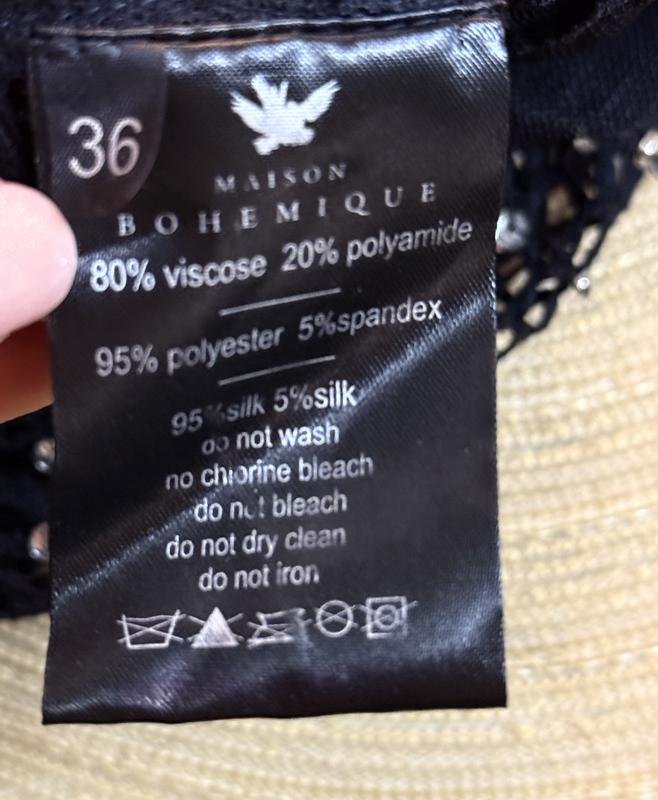 36
MAISON
BOHEMIQUE
80% viscose 20% polyamide
95% polyester 5%spandex
95%silk 5%silk
do not wash
no chlorine bleach
do not bleach
do not dry clean
do not iron